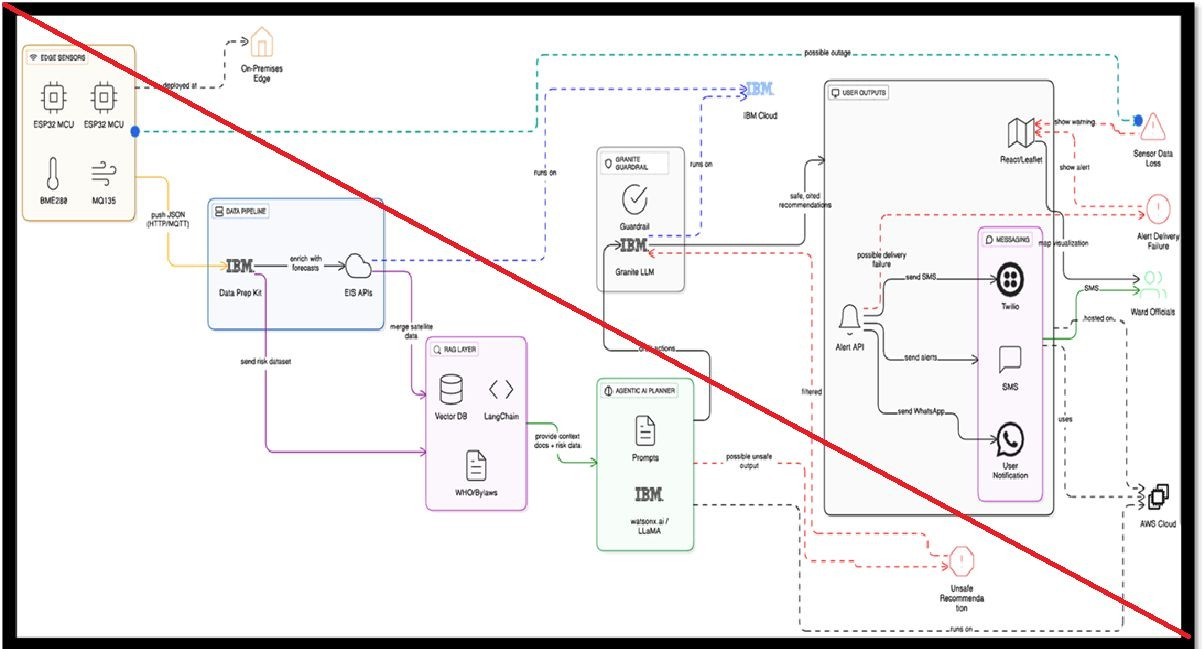 EDGE SENSORS
ESP32 MCU
ESP32 MCU
BME280
MQ135
deployed at
On-Premises
Edge
possible outage
push JSON
(HTTP/MQTT)
DATA PIPELINE
IBM
Data Prep Kit
enrich with
forecasts
EIS APIs
runs on
send risk dataset
merge satellite
data
RAG LAYER
Vector DB
LangChain
WHO/Bylaws
provide context
docs + risk data
GRANITE
GUARDRAIL
Guardrail
IBM
Granite LLM
runs on
IBM
IBM Cloud
actions
AGENTIC AI PLANNER
Prompts
IBM
watsonx.ai /
LLaMA
possible unsafe
output
safe, cited
recommendations
filtered
USER OUTPUTS
React/Leaflet
show warning
show alert
Sensor Data
Loss
Alert Delivery
Failure
map visualization
possible delivery
failure
Alert API
send SMS
send alerts
send WhatsApp
MESSAGING
Twilio
SMS
User
Notification
SMS
Ward Officials
hosted on
uses
AWS Cloud
Unsafe
Recommenda
tion
runs on